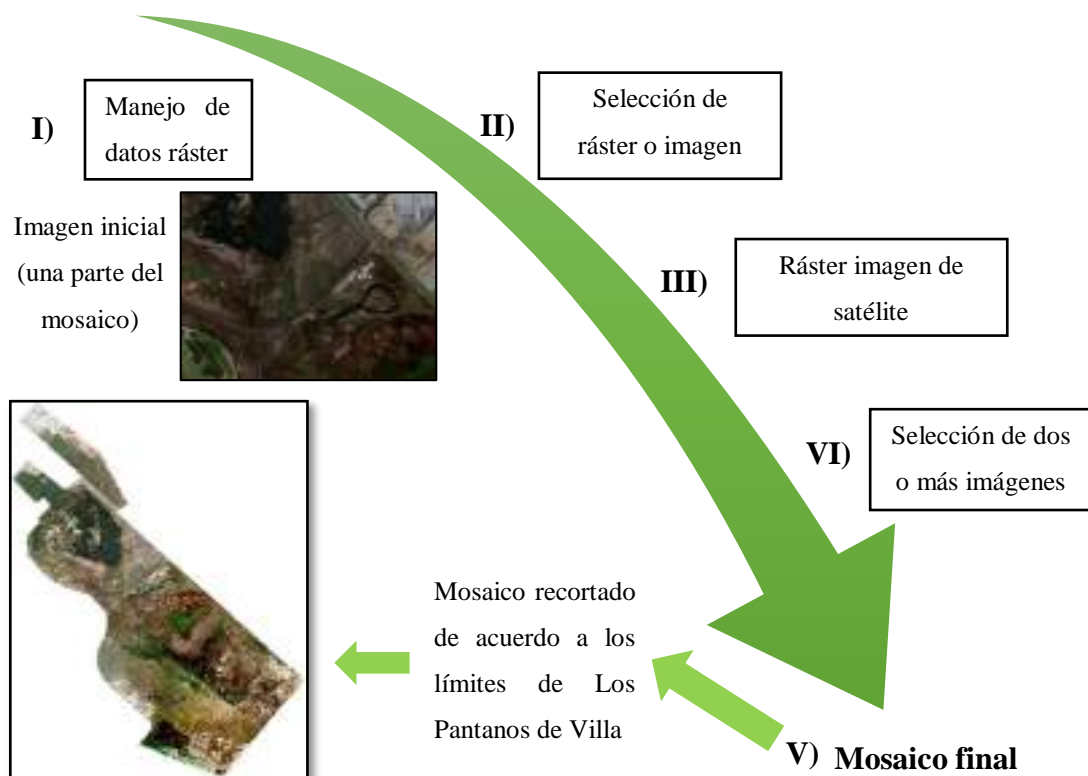 I)
Manejo de
datos ráster
II)
Selección de
ráster o imagen
Imagen inicial
(una parte del
mosaico)
III)
Ráster imagen de
satélite
VI)
Selección de dos
o más imágenes
Mosaico recortado
de acuerdo a los
límites de Los
Pantanos de Villa
V) Mosaico final